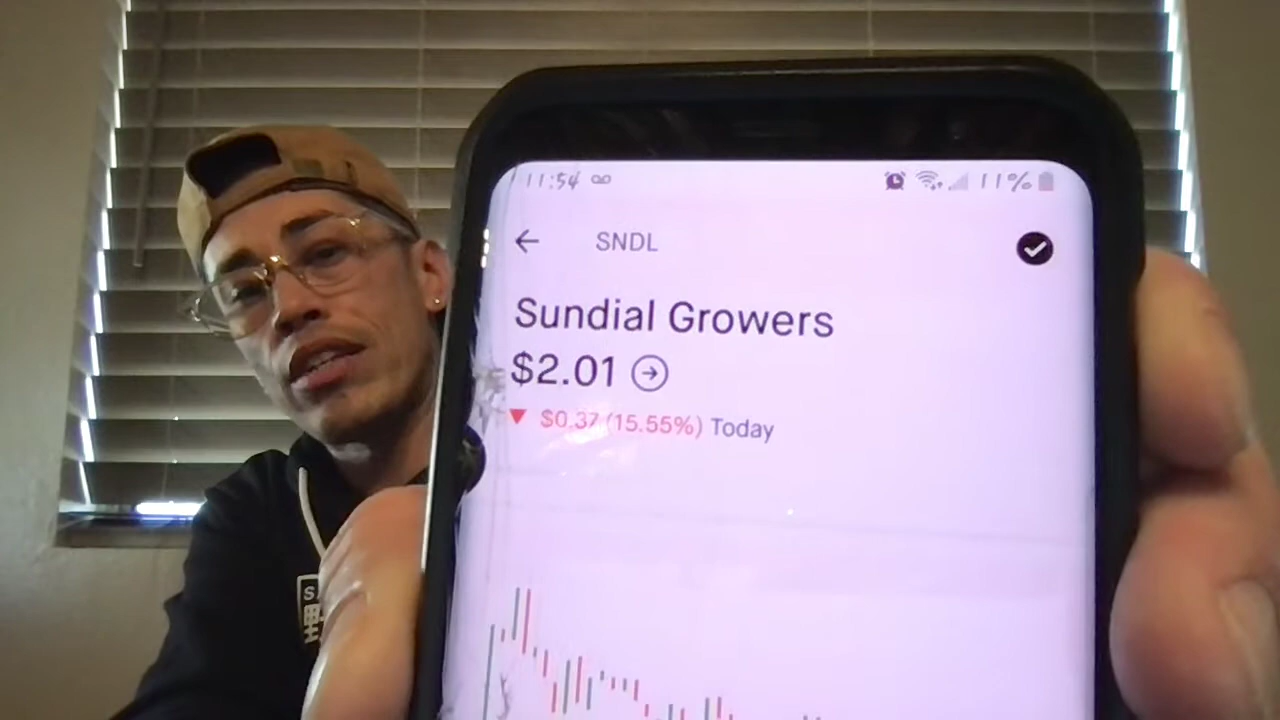 11:54 11%
SNDL
Sundial Growers
$2.01
$0.37 (15.55%) Today
S